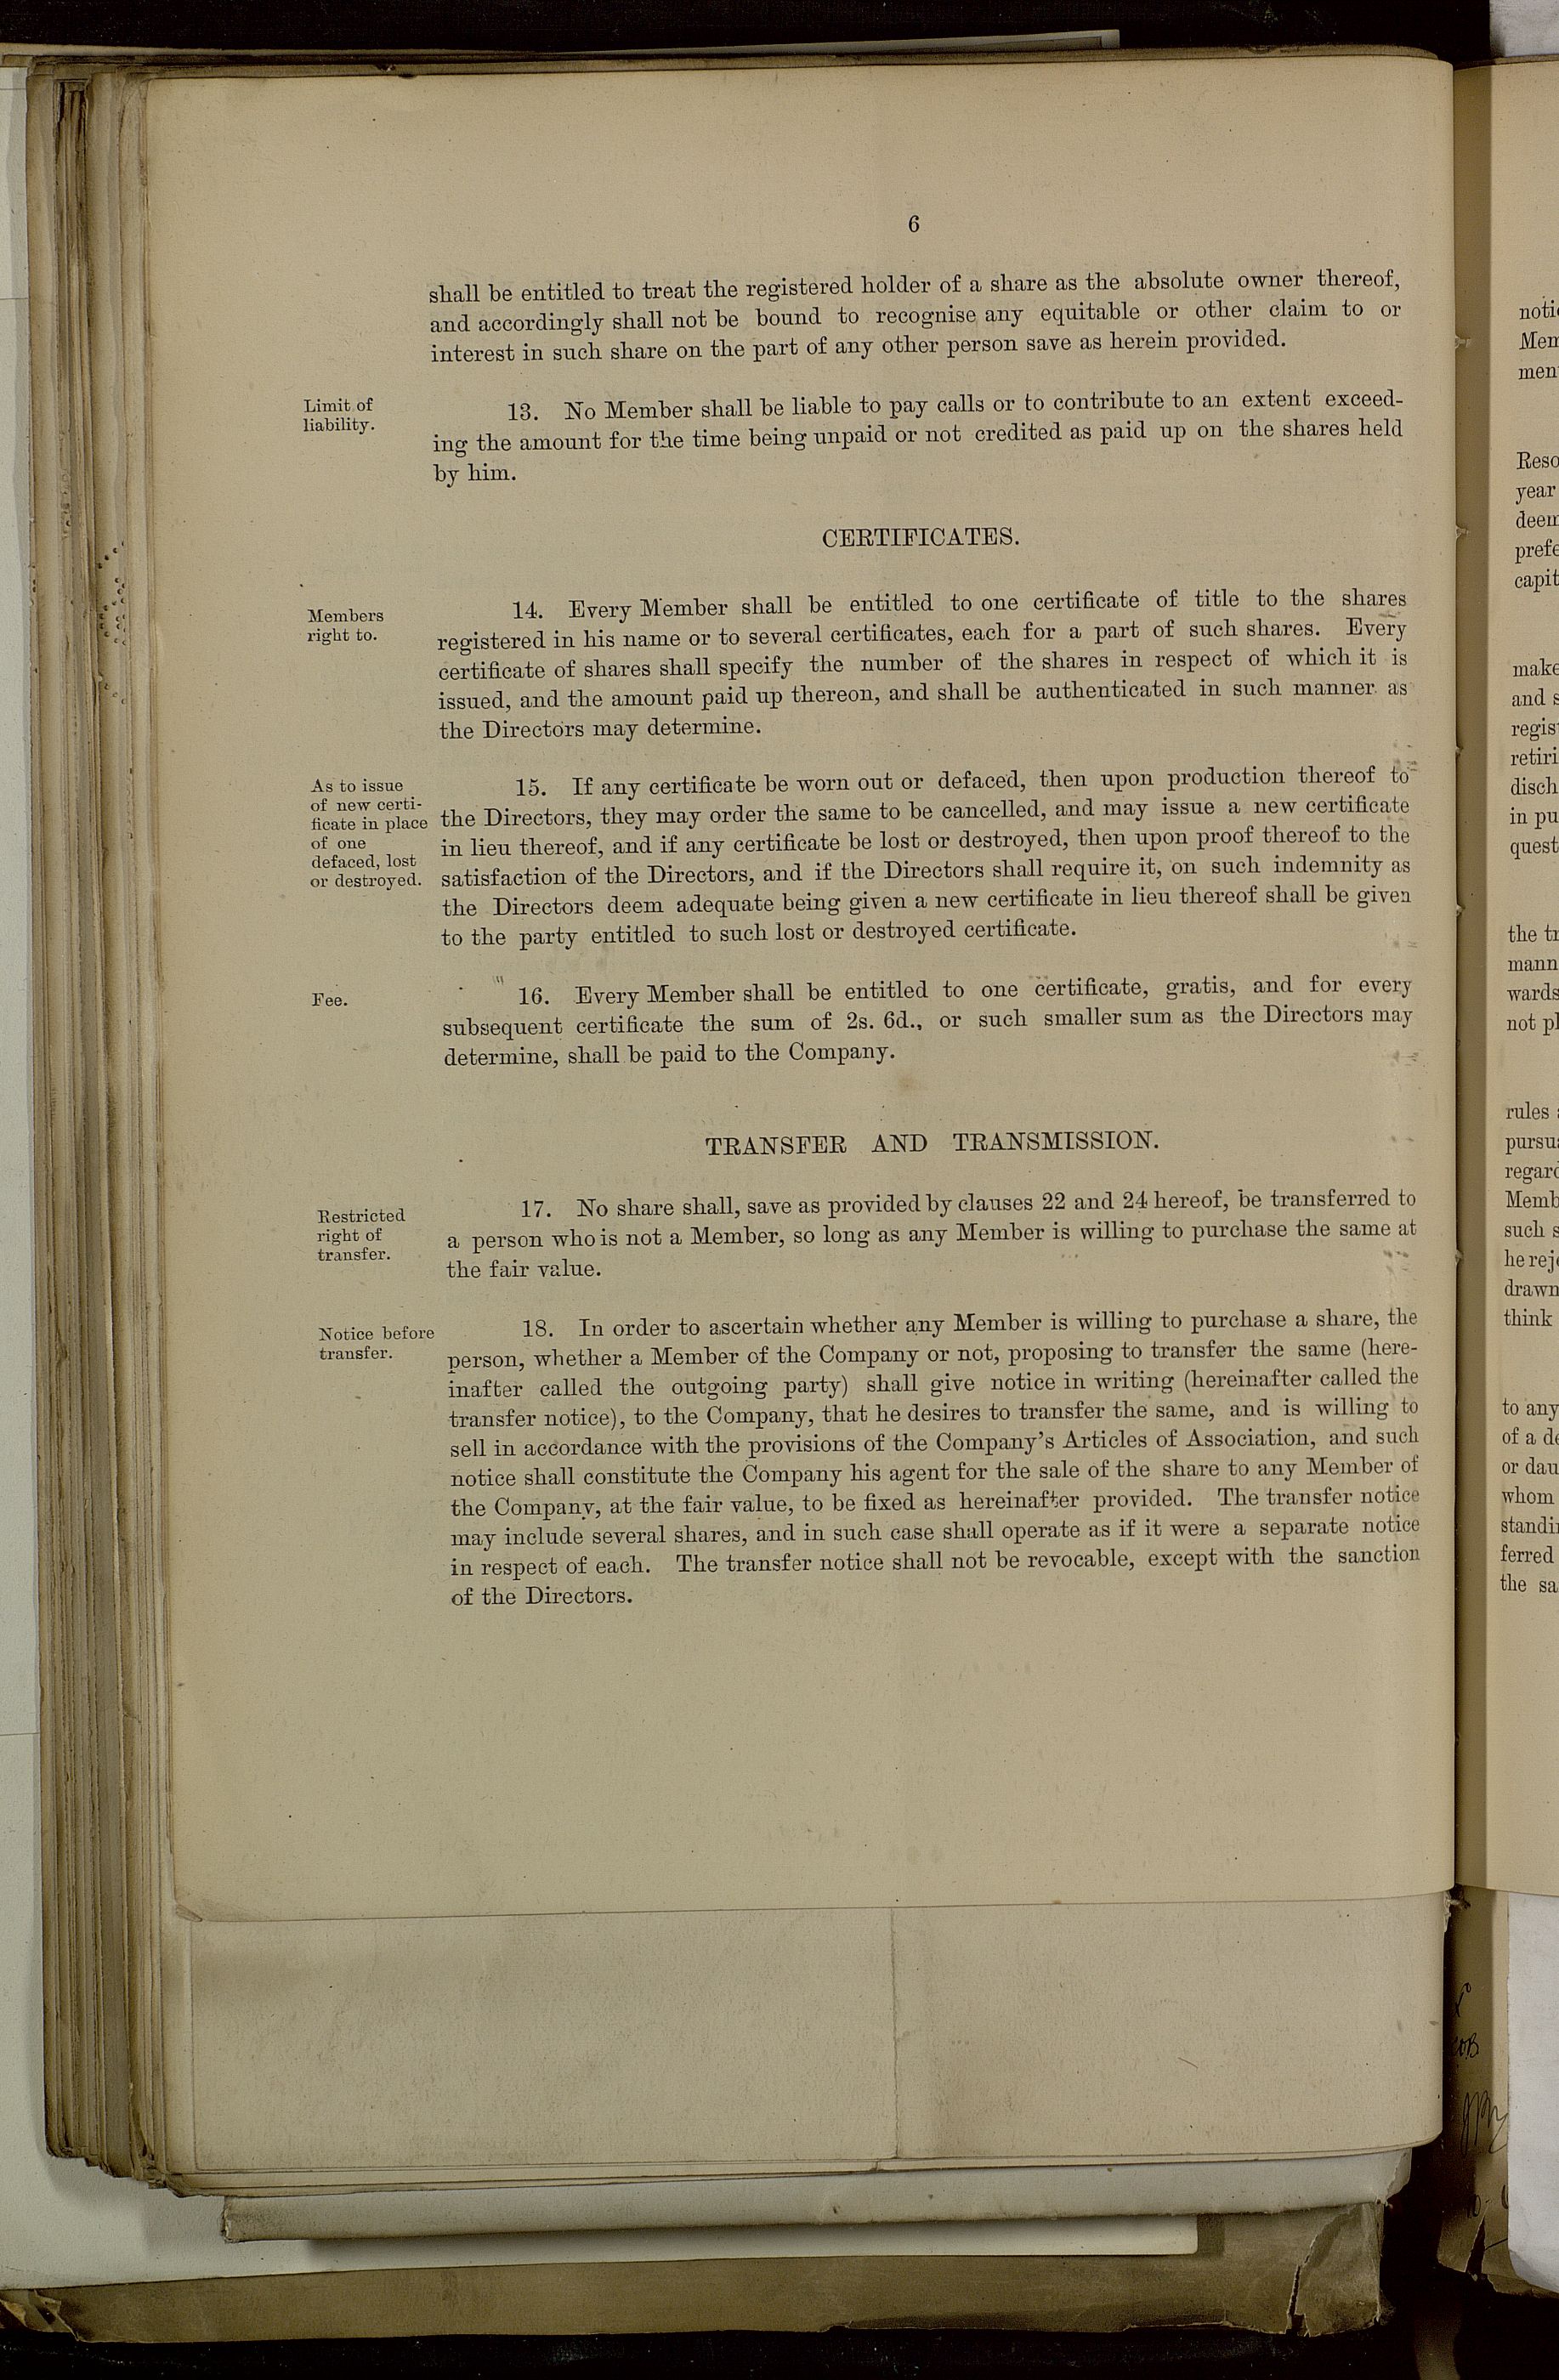 6
shall be entitled to treat the registered holder of a share as the absolute owner thereof,
and accordingly shall not be bound to recognise any equitable or other claim to or
interest in such share on the part of any other person save as herein provided.
Limit of
liability.
13. No Member shall be liable to pay calls or to contribute to an extent exceed-
ing the amount for the time being unpaid or not credited as paid up on the shares held
by him.
CERTIFICATES.
Members
right to.
14. Every Member shall be entitled to one certificate of title to the shares
registered in his name or to several certificates, each for a part of such shares. Every
certificate of shares shall specify the number of the shares in respect of which it is
issued, and the amount paid up thereon, and shall be authenticated in such manner as
the Directors may determine.
As to issue
of new certi-
ficate in place
of one
defaced, lost
or destroyed.
15. If any certificate be worn out or defaced, then upon production thereof to
the Directors, they may order the same to be cancelled, and may issue a new certificate
in lieu thereof, and if any certificate be lost or destroyed, then upon proof thereof to the
satisfaction of the Directors, and if the Directors shall require it, on such indemnity as
the Directors deem adequate being given a new certificate in lieu thereof shall be given
to the party entitled to such lost or destroyed certificate.
Fee.
16. Every Member shall be entitled to one certificate, gratis, and for every
subsequent certificate the sum of 2s. 6d., or such smaller sum as the Directors may
determine, shall be paid to the Company.
TRANSFER AND TRANSMISSION.
Restricted
right of
transfer.
17. No share shall, save as provided by clauses 22 and 24 hereof, be transferred to
a person who is not a Member, so long as any Member is willing to purchase the same at
the fair value.
Notice before
transfer.
18. In order to ascertain whether any Member is willing to purchase a share, the
person, whether a Member of the Company or not, proposing to transfer the same (here-
inafter called the outgoing party) shall give notice in writing (hereinafter called the
transfer notice), to the Company, that he desires to transfer the same, and is willing to
sell in accordance with the provisions of the Company's Articles of Association, and such
notice shall constitute the Company his agent for the sale of the share to any Member of
the Company, at the fair value, to be fixed as hereinafter provided. The transfer notice
may include several shares, and in such case shall operate as if it were a separate notice
in respect of each. The transfer notice shall not be revocable, except with the sanction
of the Directors.
year
make
and
in
the
not
rules
such
he
drawn
think
to any
of a
or
whom
ferred
the